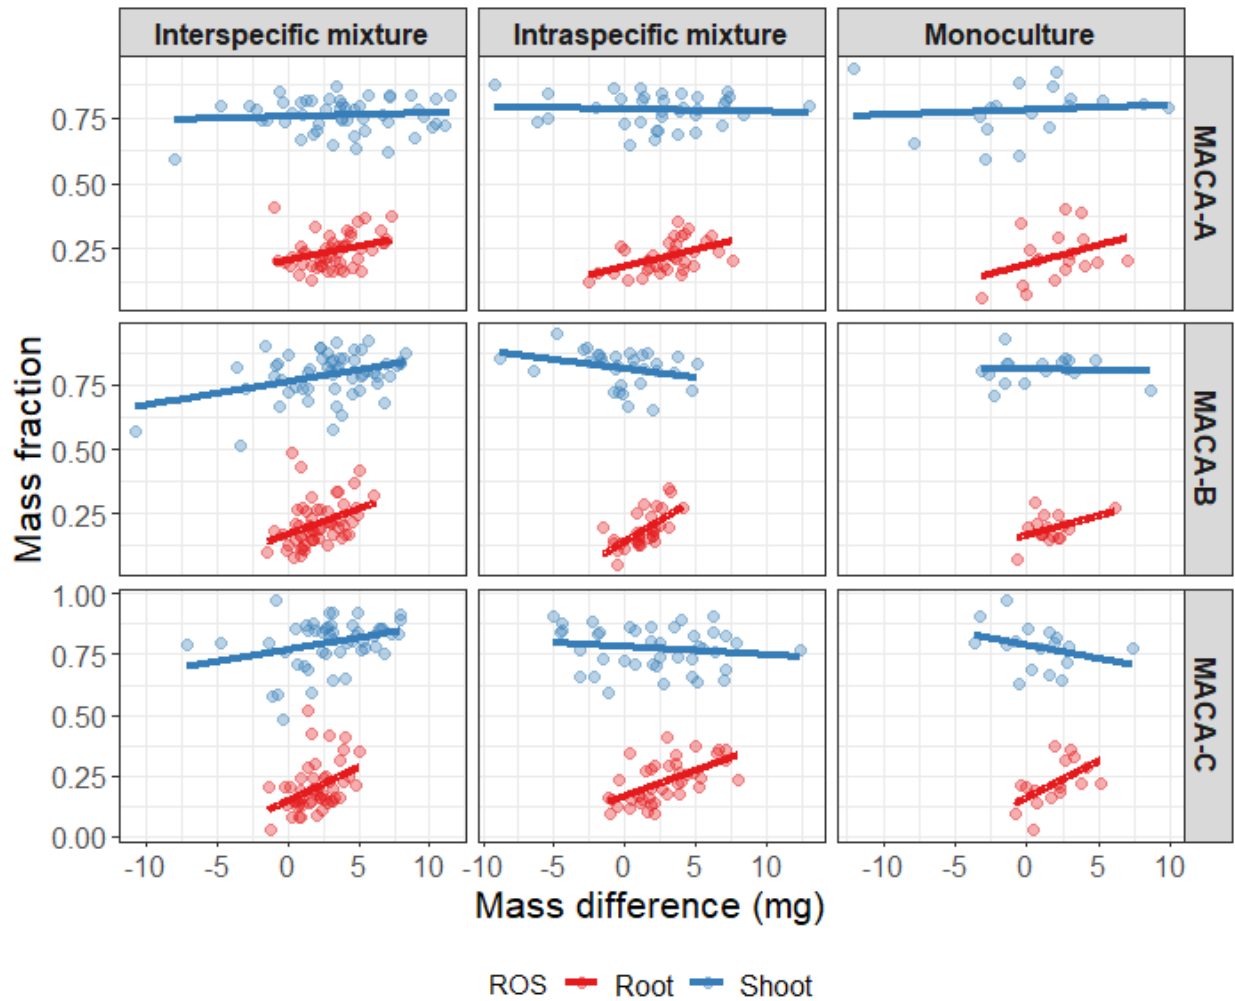 Interspecific mixture Intraspecific mixture Monoculture
0.75
0.50
0.25
MACA-A
0.75
0.50
0.25
MACA-B
1.00
0.75
0.50
0.25
0.00
MACA-C
Mass fraction
-10 -5 0 5 10 -10 -5 0 5 10 -10 -5 0 5 10
Mass difference (mg)
ROS Root Shoot